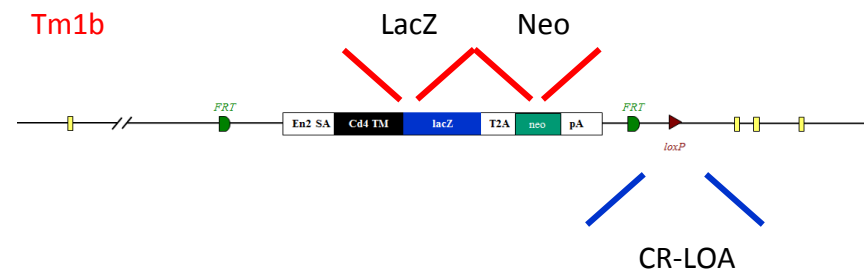 Tm1b
LacZ Neo
FRT FRT
En2 SA Cd4 TM lacZ T2A neo pA
loxP
CR-LOA